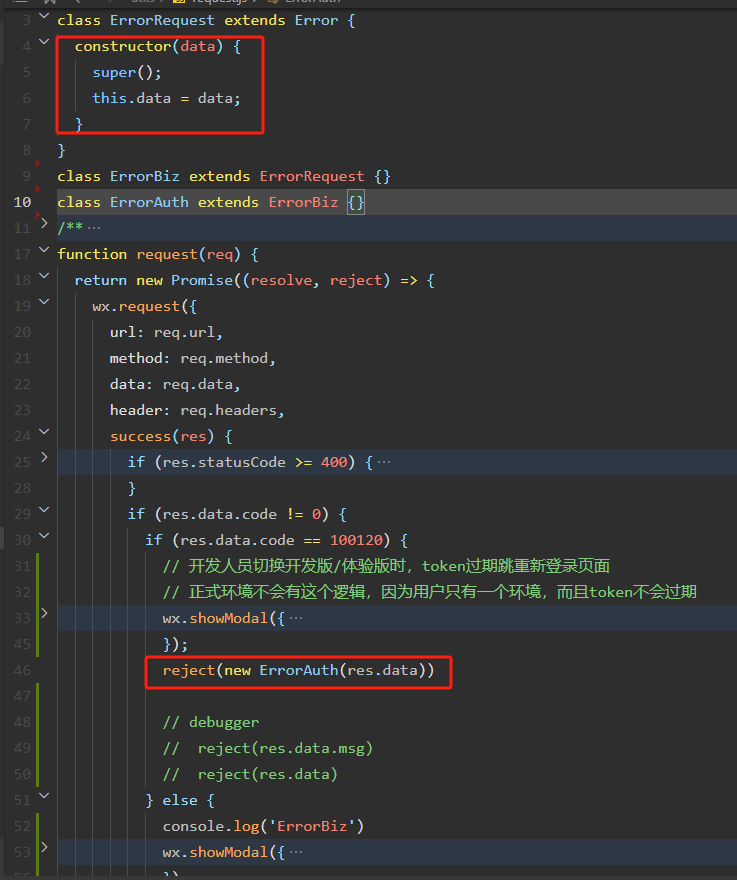 utils > request.js > ErrorAuth
3 class ErrorRequest extends Error {
4 constructor(data) {
5 super();
6 this.data = data;
7 }
8 }
9 class ErrorBiz extends ErrorRequest {}
10 class ErrorAuth extends ErrorBiz {}
11 /** ···
17 function request(req) {
18 return new Promise((resolve, reject) => {
19 wx.request({
20 url: req.url,
21 method: req.method,
22 data: req.data,
23 header: req.headers,
24 success(res) {
25 if (res.statusCode >= 400) { ···
28 }
29 if (res.data.code != 0) {
30 if (res.data.code == 100120) {
31 // 开发人员切换开发版/体验版时，token过期跳重新登录页面
32 // 正式环境不会有这个逻辑，因为用户只有一个环境，而且token不会过期
33 wx.showModal({ ···
45 });
46 reject(new ErrorAuth(res.data))
47
48 // debugger
49 //  reject(res.data.msg)
50 //  reject(res.data)
51 } else {
52 console.log('ErrorBiz')
53 wx.showModal({ ···